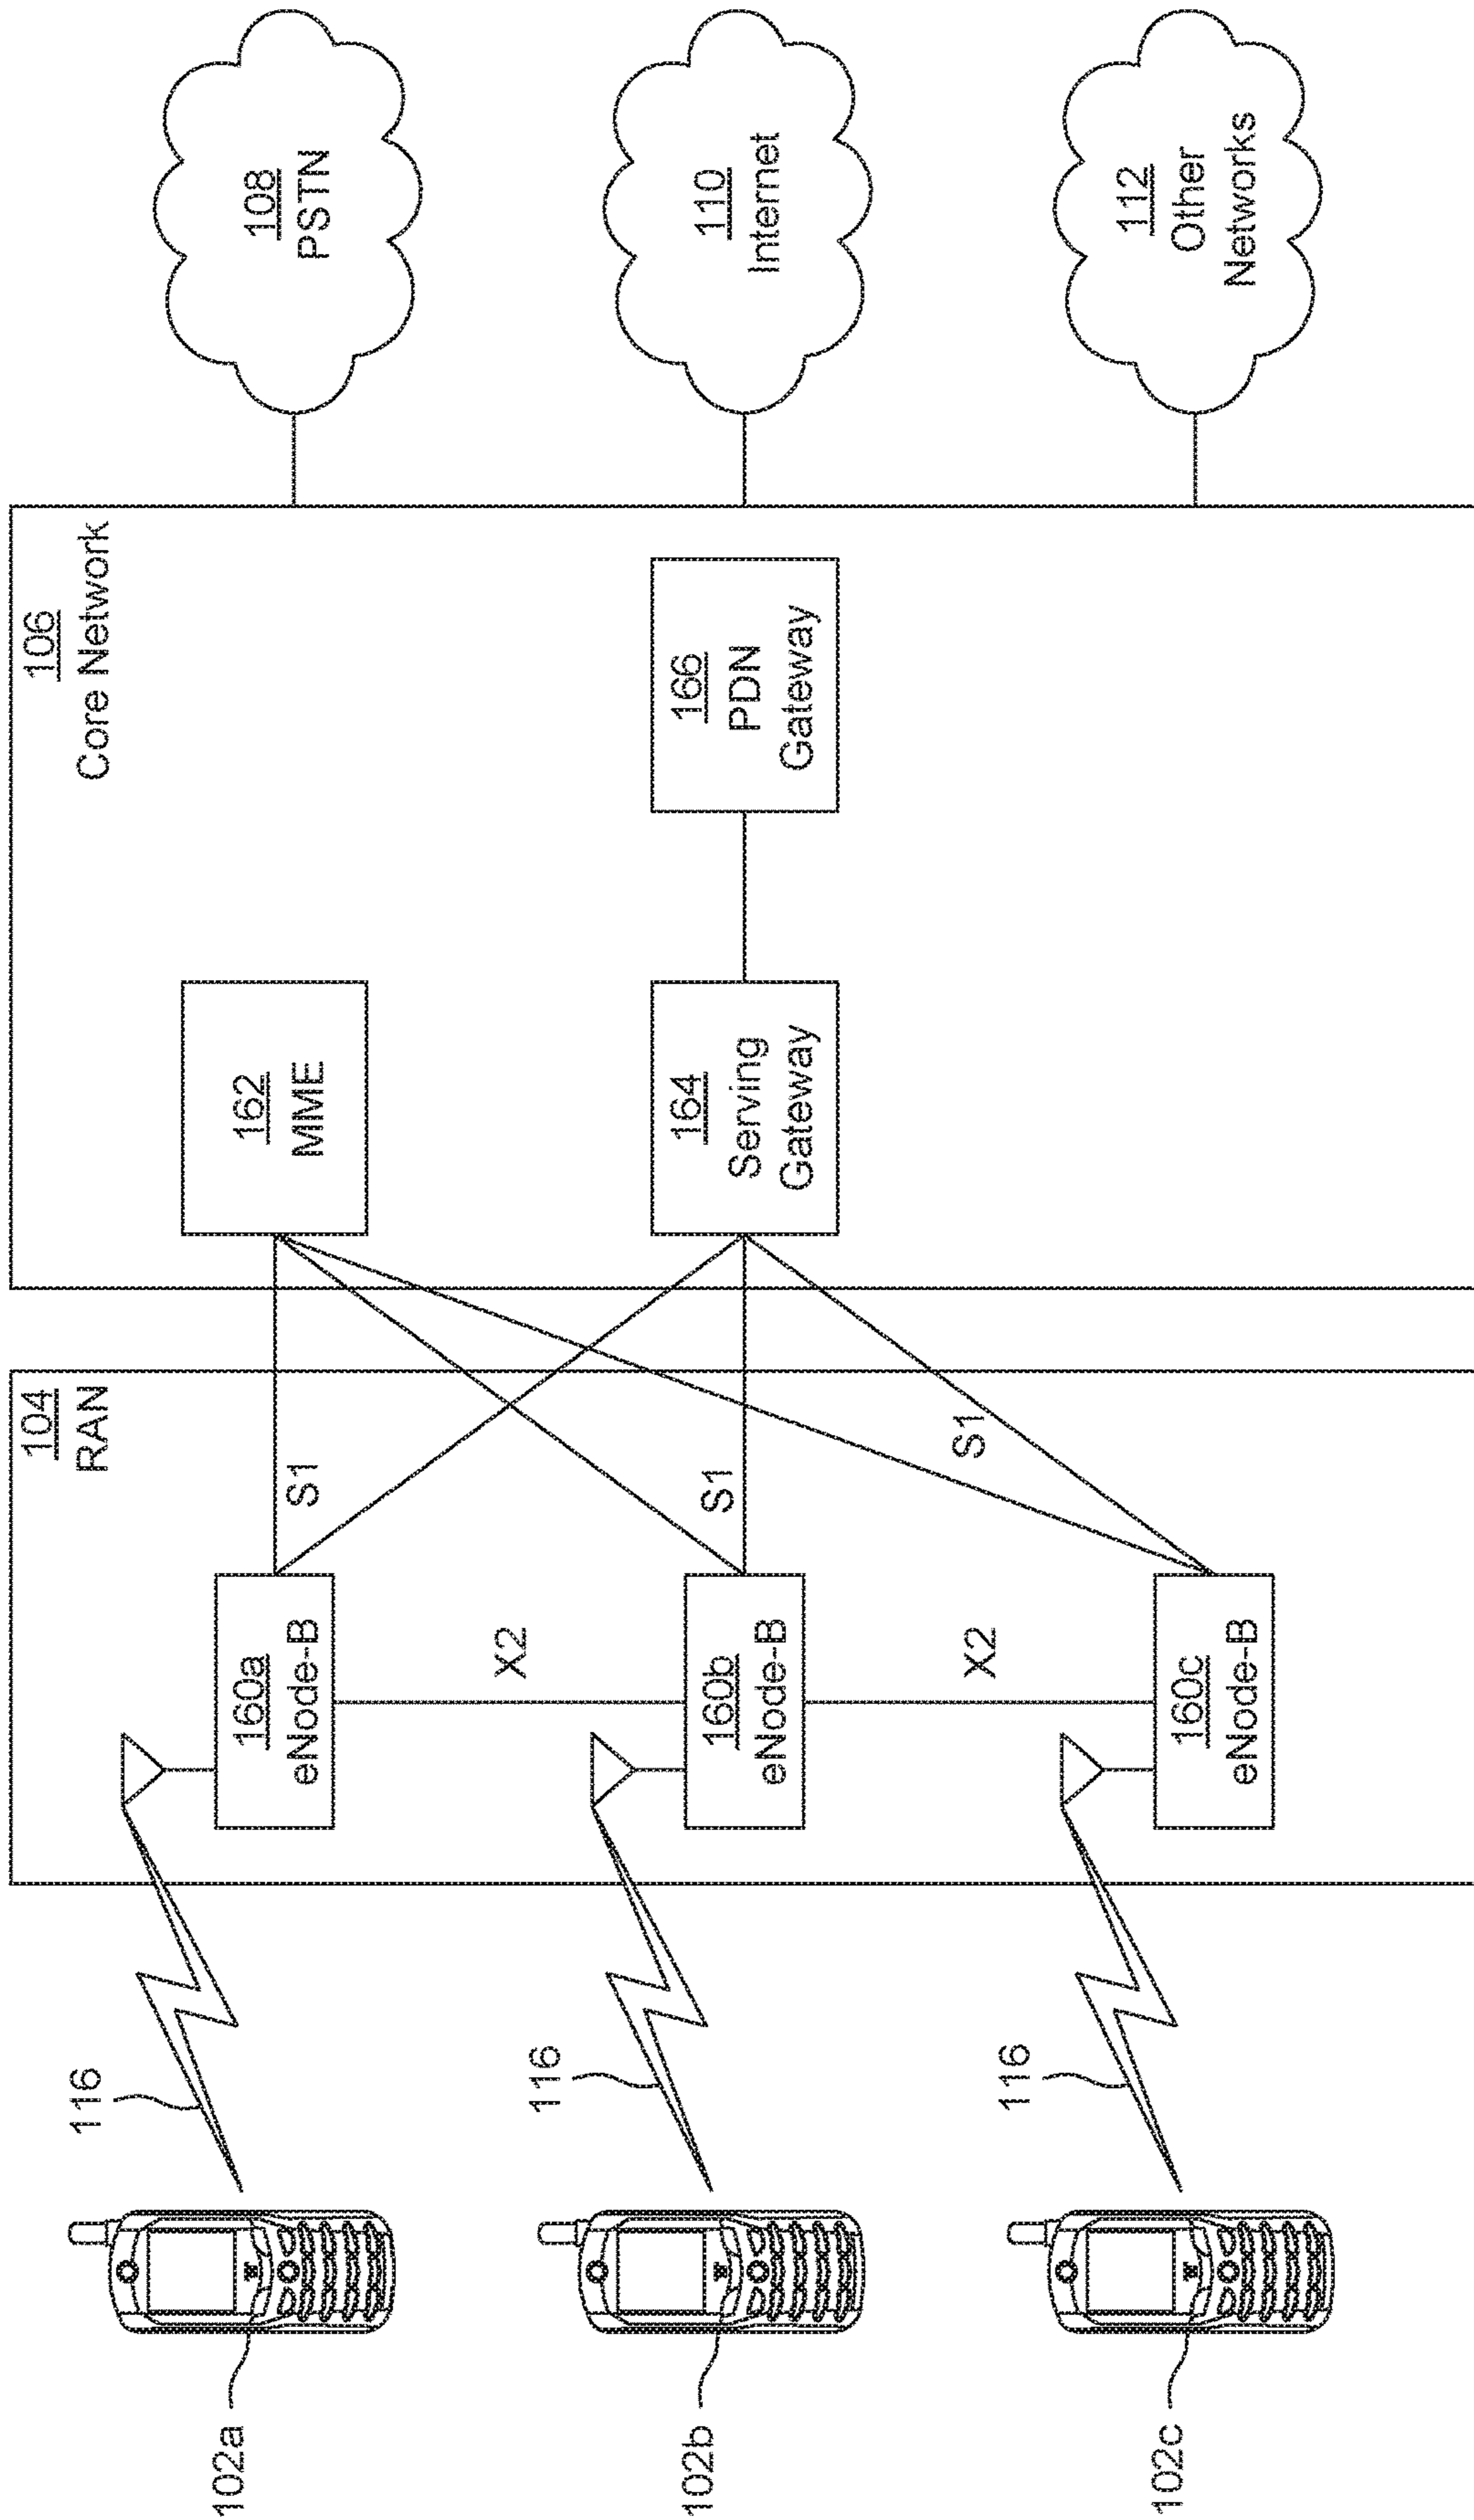 102a
102b
102c
116
116
116
104
RAN
160a
eNode-B
160b
eNode-B
160c
eNode-B
X2
X2
S1
S1
S1
106
Core Network
162
MME
164
Serving
Gateway
166
PDN
Gateway
108
PSTN
110
Internet
112
Other
Networks